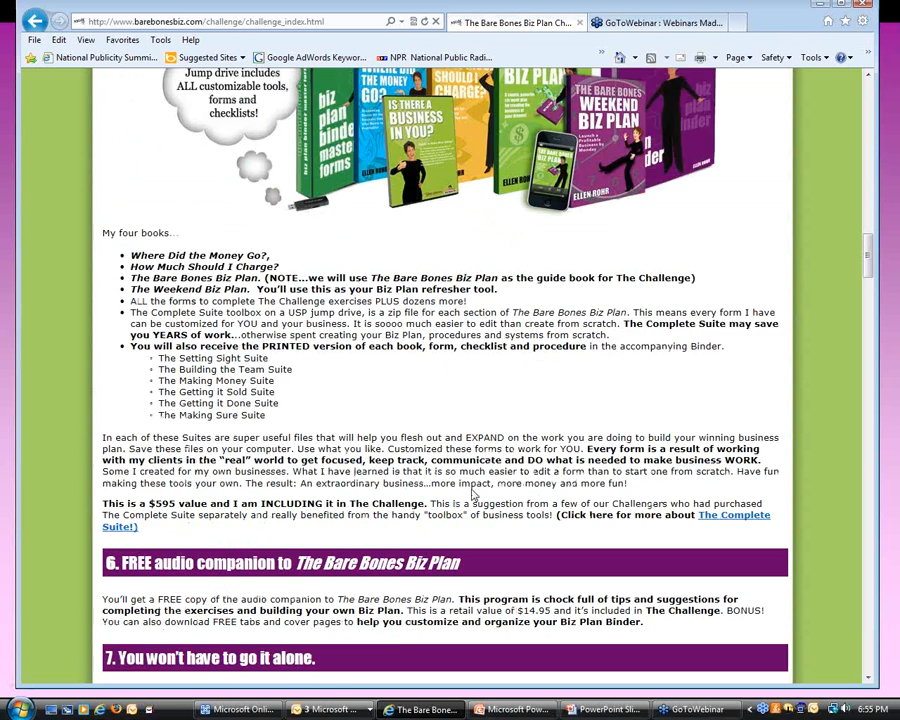 http://www.barebonesbiz.com/challenge/challenge_index.html
The Bare Bones Biz Plan Ch...
GoToWebinar : Webinars Mad...
File Edit View Favorites Tools Help
National Publicity Summi...
Suggested Sites
Google AdWords Keywor...
NPR National Public Radi...
Page Safety Tools
Jump drive includes
ALL customizable tools,
forms and
checklists!
biz plan binder master forms
WHERE DID THE MONEY GO?
SHOULD I CHARGE?
IS THERE A BUSINESS IN YOU?
BIZ PLAN
THE BARE BONES WEEKEND BIZ PLAN
Launch a Profitable Business by Monday
ELLEN ROHR
ELLEN ROHR
My four books...
• Where Did the Money Go?,
• How Much Should I Charge?
• The Bare Bones Biz Plan. (NOTE...we will use The Bare Bones Biz Plan as the guide book for The Challenge)
• The Weekend Biz Plan. You'll use this as your Biz Plan refresher tool.
• ALL the forms to complete The Challenge exercises PLUS dozens more!
• The Complete Suite toolbox on a USP jump drive, is a zip file for each section of The Bare Bones Biz Plan. This means every form I have
can be customized for YOU and your business. It is soooo much easier to edit than create from scratch. The Complete Suite may save
you YEARS of work...otherwise spent creating your Biz Plan, procedures and systems from scratch.
• You will also receive the PRINTED version of each book, form, checklist and procedure in the accompanying Binder.
The Setting Sight Suite
The Building the Team Suite
The Making Money Suite
The Getting it Sold Suite
The Getting it Done Suite
The Making Sure Suite
In each of these Suites are super useful files that will help you flesh out and EXPAND on the work you are doing to build your winning business
plan. Save these files on your computer. Use what you like. Customized these forms to work for YOU. Every form is a result of working
with my clients in the "real" world to get focused, keep track, communicate and DO what is needed to make business WORK.
Some I created for my own businesses. What I have learned is that it is so much easier to edit a form than to start one from scratch. Have fun
making these tools your own. The result: An extraordinary business...more impact, more money and more fun!
This is a $595 value and I am INCLUDING it in The Challenge. This is a suggestion from a few of our Challengers who had purchased
The Complete Suite separately and really benefited from the handy "toolbox" of business tools! (Click here for more about The Complete
Suite!)
6. FREE audio companion to The Bare Bones Biz Plan
You'll get a FREE copy of the audio companion to The Bare Bones Biz Plan. This program is chock full of tips and suggestions for
completing the exercises and building your own Biz Plan. This is a retail value of $14.95 and it's included in The Challenge. BONUS!
You can also download FREE tabs and cover pages to help you customize and organize your Biz Plan Binder.
7. You won't have to go it alone.
Microsoft Onli...
3 Microsoft ...
The Bare Bone...
Microsoft Pow...
PowerPoint Sli...
GoToWebinar
6:55 PM